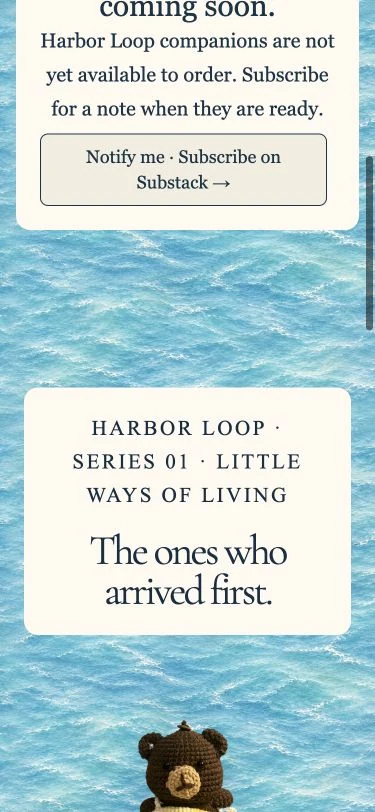 coming soon.
Harbor Loop companions are not
yet available to order. Subscribe
for a note when they are ready.
Notify me · Subscribe on
Substack →
HARBOR LOOP ·
SERIES 01 · LITTLE
WAYS OF LIVING
The ones who
arrived first.